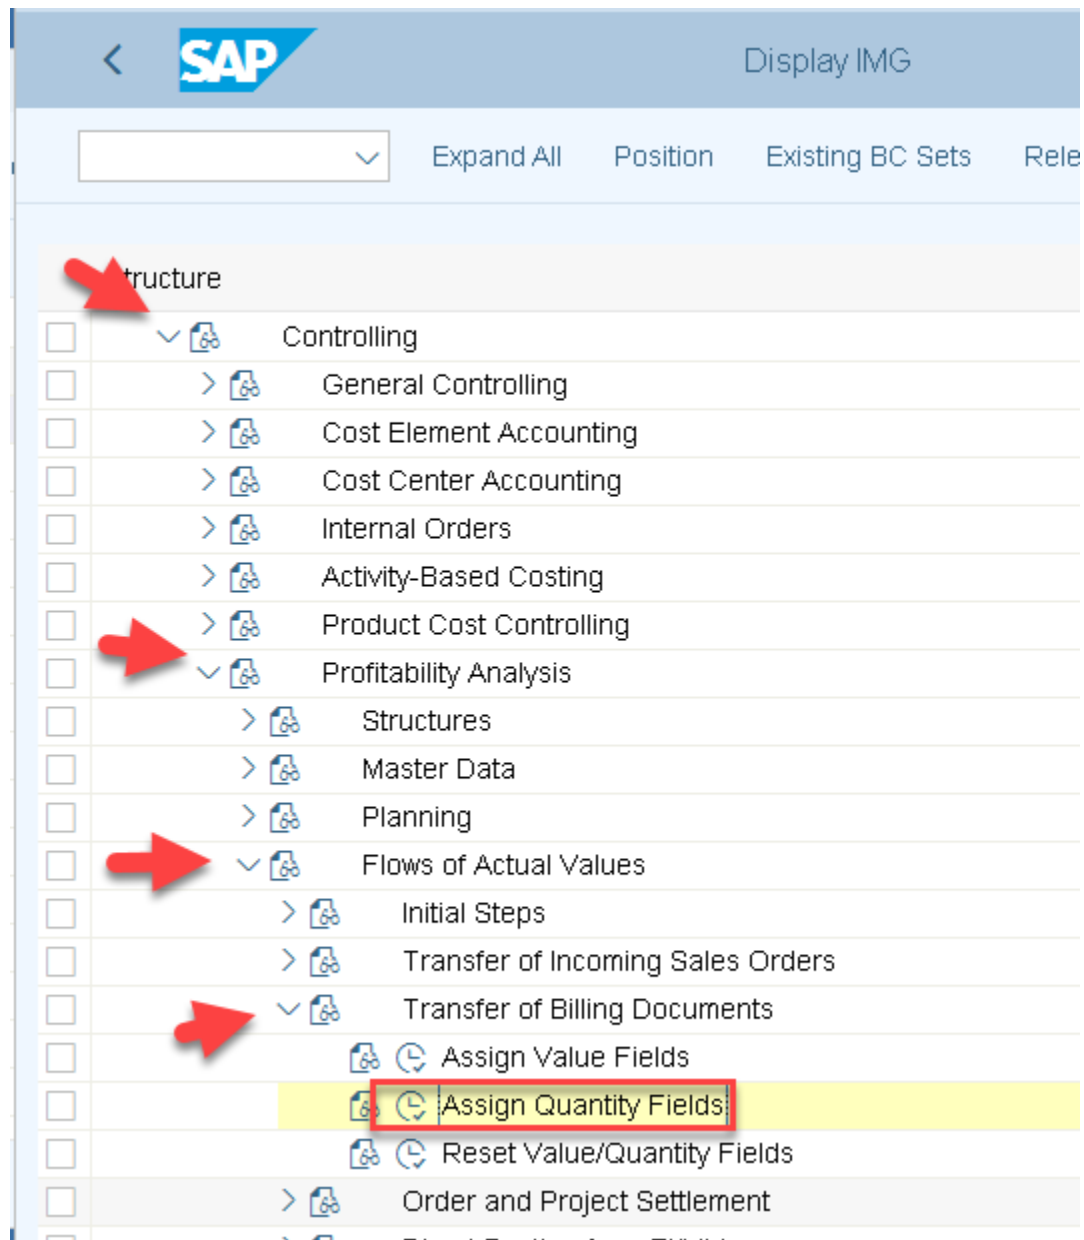 SAP
Display IMG
Expand All Position Existing BC Sets Rele
tructure
Controlling
General Controlling
Cost Element Accounting
Cost Center Accounting
Internal Orders
Activity-Based Costing
Product Cost Controlling
Profitability Analysis
Structures
Master Data
Planning
Flows of Actual Values
Initial Steps
Transfer of Incoming Sales Orders
Transfer of Billing Documents
Assign Value Fields
Assign Quantity Fields
Reset Value/Quantity Fields
Order and Project Settlement